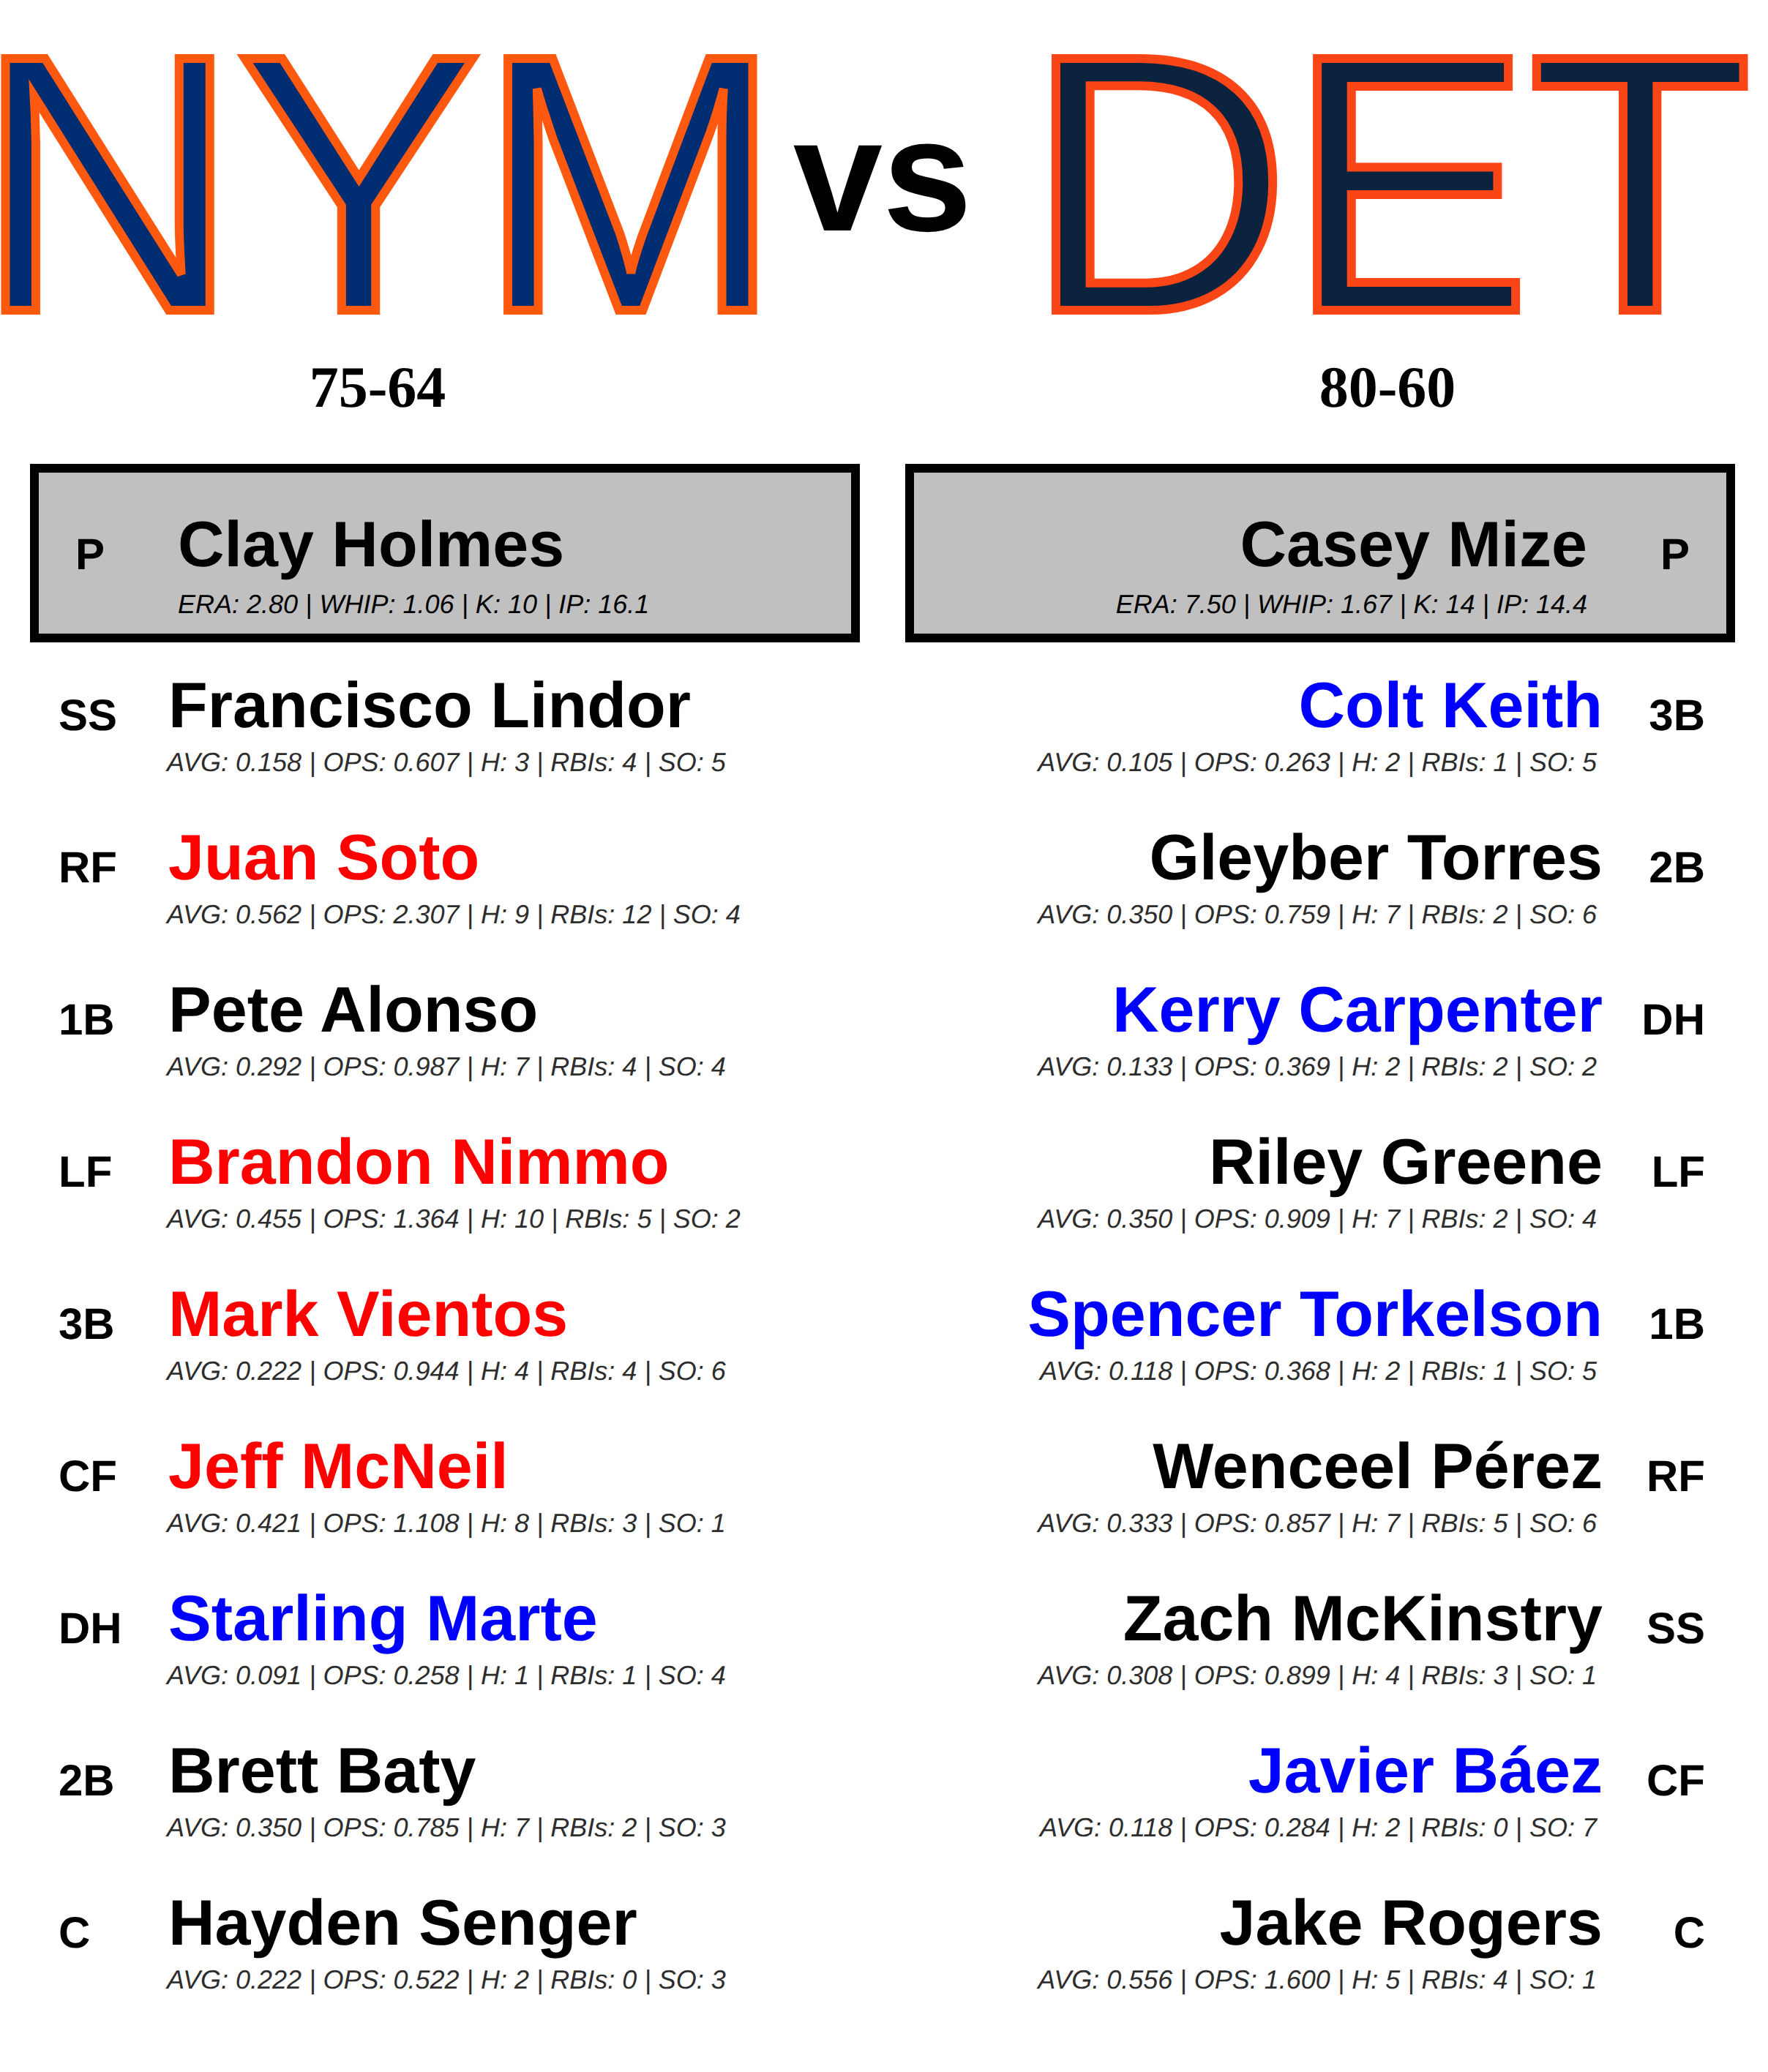 NYM vs DET
75-64 80-60
P Clay Holmes
ERA: 2.80 | WHIP: 1.06 | K: 10 | IP: 16.1
Casey Mize P
ERA: 7.50 | WHIP: 1.67 | K: 14 | IP: 14.4
SS Francisco Lindor
AVG: 0.158 | OPS: 0.607 | H: 3 | RBIs: 4 | SO: 5
RF Juan Soto
AVG: 0.562 | OPS: 2.307 | H: 9 | RBIs: 12 | SO: 4
1B Pete Alonso
AVG: 0.292 | OPS: 0.987 | H: 7 | RBIs: 4 | SO: 4
LF Brandon Nimmo
AVG: 0.455 | OPS: 1.364 | H: 10 | RBIs: 5 | SO: 2
3B Mark Vientos
AVG: 0.222 | OPS: 0.944 | H: 4 | RBIs: 4 | SO: 6
CF Jeff McNeil
AVG: 0.421 | OPS: 1.108 | H: 8 | RBIs: 3 | SO: 1
DH Starling Marte
AVG: 0.091 | OPS: 0.258 | H: 1 | RBIs: 1 | SO: 4
2B Brett Baty
AVG: 0.350 | OPS: 0.785 | H: 7 | RBIs: 2 | SO: 3
C Hayden Senger
AVG: 0.222 | OPS: 0.522 | H: 2 | RBIs: 0 | SO: 3
Colt Keith 3B
AVG: 0.105 | OPS: 0.263 | H: 2 | RBIs: 1 | SO: 5
Gleyber Torres 2B
AVG: 0.350 | OPS: 0.759 | H: 7 | RBIs: 2 | SO: 6
Kerry Carpenter DH
AVG: 0.133 | OPS: 0.369 | H: 2 | RBIs: 2 | SO: 2
Riley Greene LF
AVG: 0.350 | OPS: 0.909 | H: 7 | RBIs: 2 | SO: 4
Spencer Torkelson 1B
AVG: 0.118 | OPS: 0.368 | H: 2 | RBIs: 1 | SO: 5
Wenceel Pérez RF
AVG: 0.333 | OPS: 0.857 | H: 7 | RBIs: 5 | SO: 6
Zach McKinstry SS
AVG: 0.308 | OPS: 0.899 | H: 4 | RBIs: 3 | SO: 1
Javier Báez CF
AVG: 0.118 | OPS: 0.284 | H: 2 | RBIs: 0 | SO: 7
Jake Rogers C
AVG: 0.556 | OPS: 1.600 | H: 5 | RBIs: 4 | SO: 1